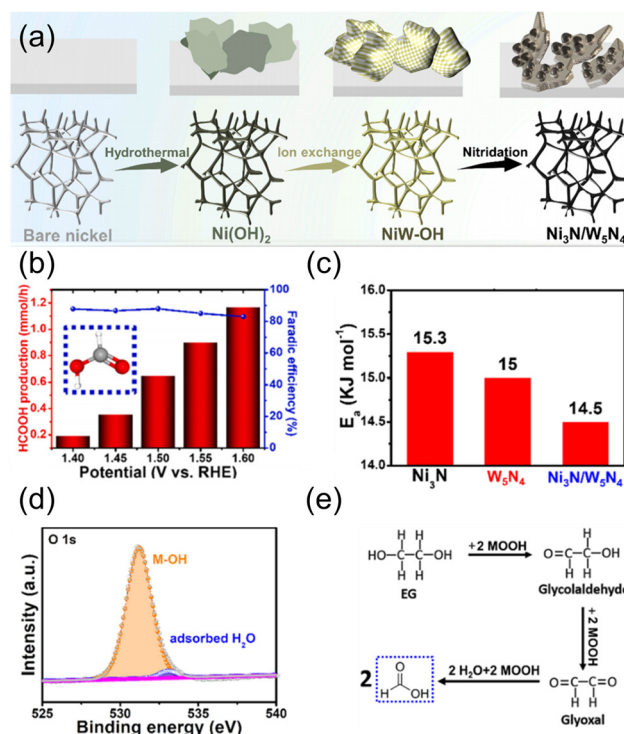 (a)
Hydrothermal
Ion exchange
Nitridation
Bare nickel
Ni(OH)₂
NiW-OH
Ni₃N/W₅N₄
(b)
HCOOH production (mmol/h)
1.2
1.0
0.8
0.6
0.4
0.2
100
80
60
40
20
0
Faradic efficiency (%)
1.40 1.45 1.50 1.55 1.60
Potential (V vs. RHE)
(c)
Eₐ (KJ mol⁻¹)
16.0
15.5
15.0
14.5
14.0
15.3
15
14.5
Ni₃N W₅N₄ Ni₃N/W₅N₄
(d)
O 1s
M-OH
adsorbed H₂O
Intensity (a.u.)
525 530 535 540
Binding energy (eV)
(e)
H H
HO-C-C-OH
H H
EG
+2 MOOH
H
O=C-C-OH
H H
Glycolaldehyde
+ 2 MOOH
O=C-C=O
H H
Glyoxal
2 H₂O+2 MOOH
2
O
H OH